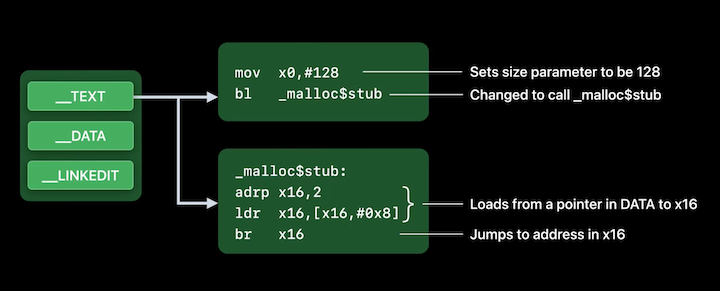 __TEXT
__DATA
__LINKEDIT
mov x0,#128
Sets size parameter to be 128
bl _malloc$stub
Changed to call _malloc$stub
_malloc$stub:
adrp x16,2
ldr x16,[x16,#0x8]
Loads from a pointer in DATA to x16
br x16
Jumps to address in x16